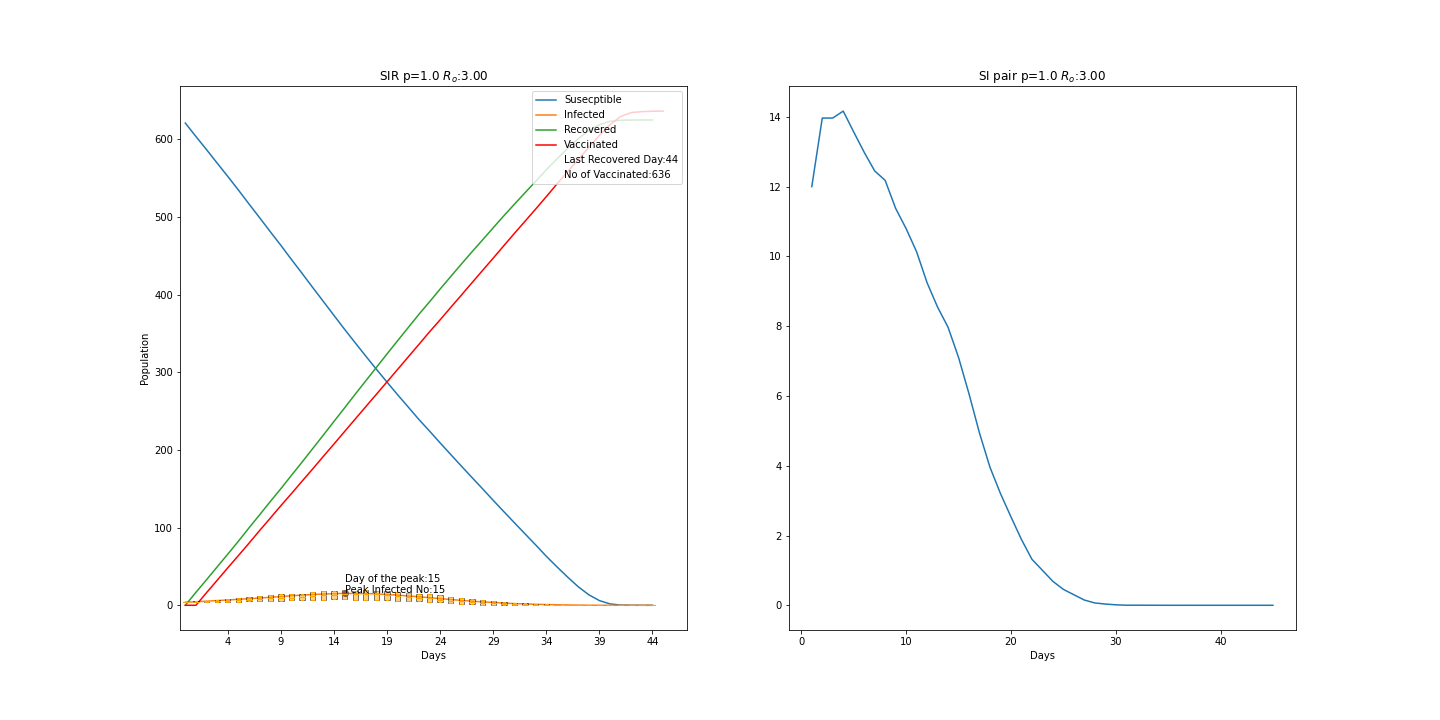 SIR p=1.0 Rₒ:3.00
Susecptible
Infected
Recovered
Vaccinated
Last Recovered Day:44
No of Vaccinated:636
Population
600
500
400
300
200
100
0
Day of the peak:15
Peak Infected No:15
4 9 14 19 24 29 34 39 44
Days
SI pair p=1.0 Rₒ:3.00
14
12
10
8
6
4
2
0
0 10 20 30 40
Days